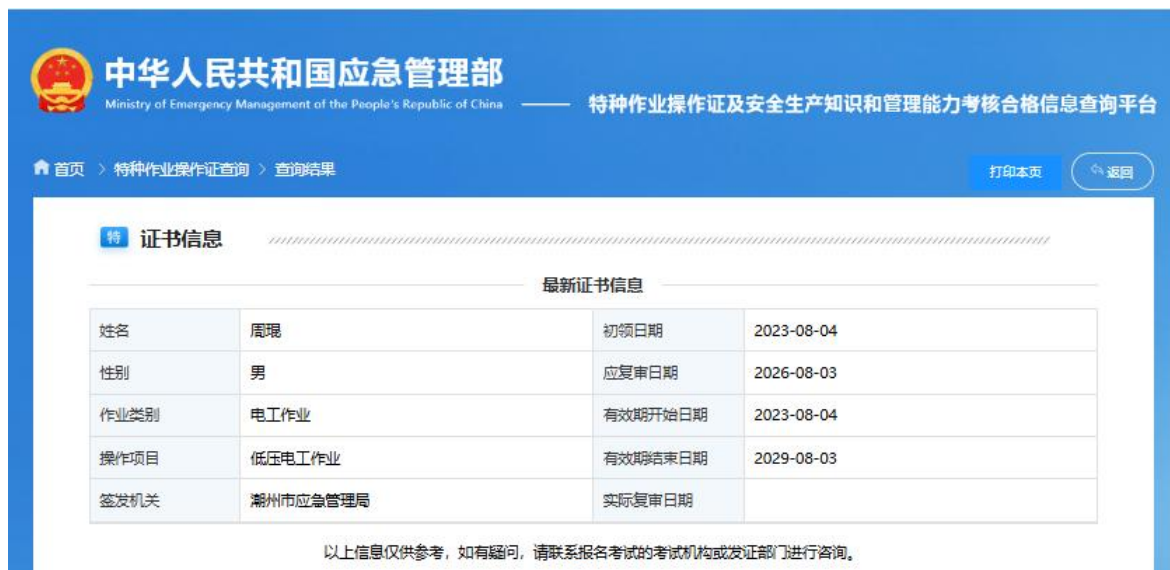 中华人民共和国应急管理部
Ministry of Emergency Management of the People's Republic of China
特种作业操作证及安全生产知识和管理能力考核合格信息查询平台
首页 > 特种作业操作证查询 > 查询结果
打印本页 返回
特 证书信息
最新证书信息
姓名 周琨 初领日期 2023-08-04
性别 男 应复审日期 2026-08-03
作业类别 电工作业 有效期开始日期 2023-08-04
操作项目 低压电工作业 有效期结束日期 2029-08-03
签发机关 潮州市应急管理局 实际复审日期
以上信息仅供参考，如有疑问，请联系报名考试的考试机构或发证部门进行咨询。